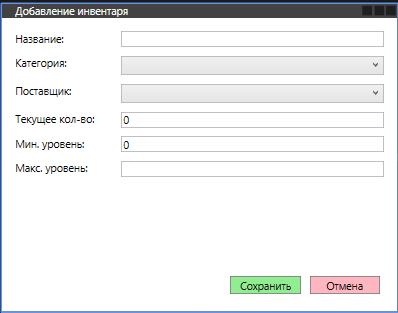 Добавление инвентаря
Название:
Категория:
Поставщик:
Текущее кол-во: 0
Мин. уровень: 0
Макс. уровень:
Сохранить Отмена